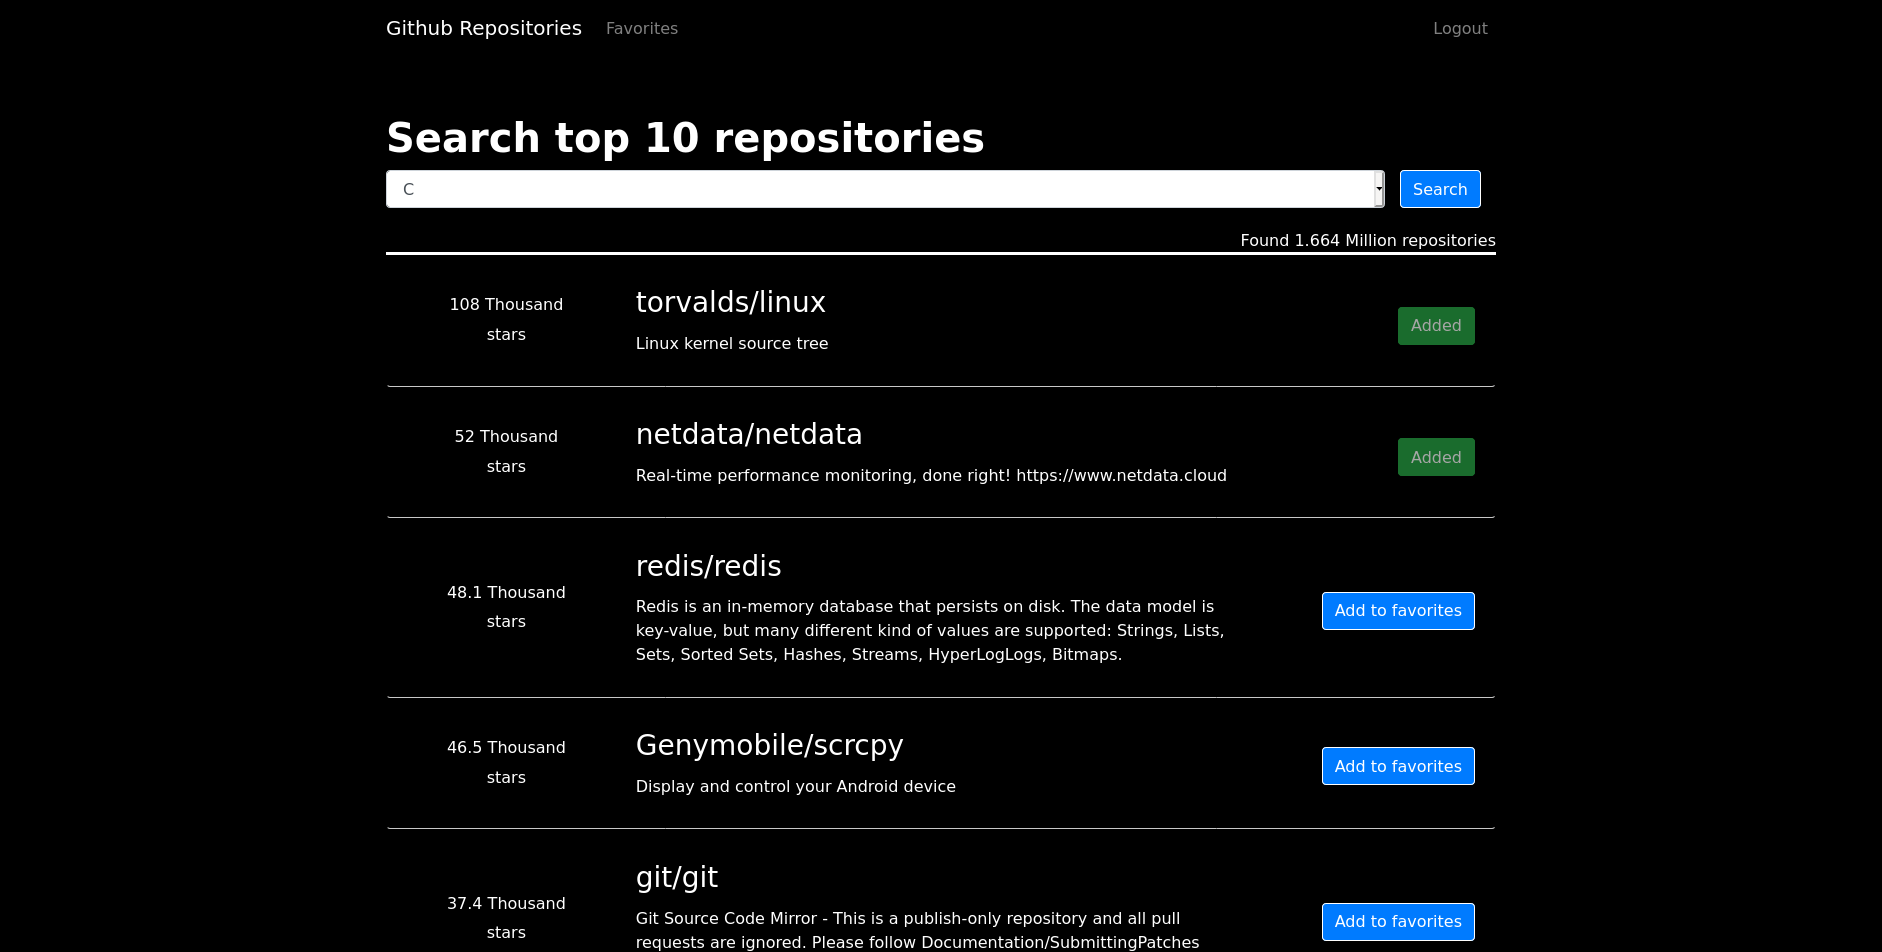 Github Repositories Favorites Logout
Search top 10 repositories
C Search
Found 1.664 Million repositories
108 Thousand
stars
torvalds/linux
Linux kernel source tree
Added
52 Thousand
stars
netdata/netdata
Real-time performance monitoring, done right! https://www.netdata.cloud
Added
48.1 Thousand
stars
redis/redis
Redis is an in-memory database that persists on disk. The data model is
key-value, but many different kind of values are supported: Strings, Lists,
Sets, Sorted Sets, Hashes, Streams, HyperLogLogs, Bitmaps.
Add to favorites
46.5 Thousand
stars
Genymobile/scrcpy
Display and control your Android device
Add to favorites
37.4 Thousand
stars
git/git
Git Source Code Mirror - This is a publish-only repository and all pull
requests are ignored. Please follow Documentation/SubmittingPatches
Add to favorites